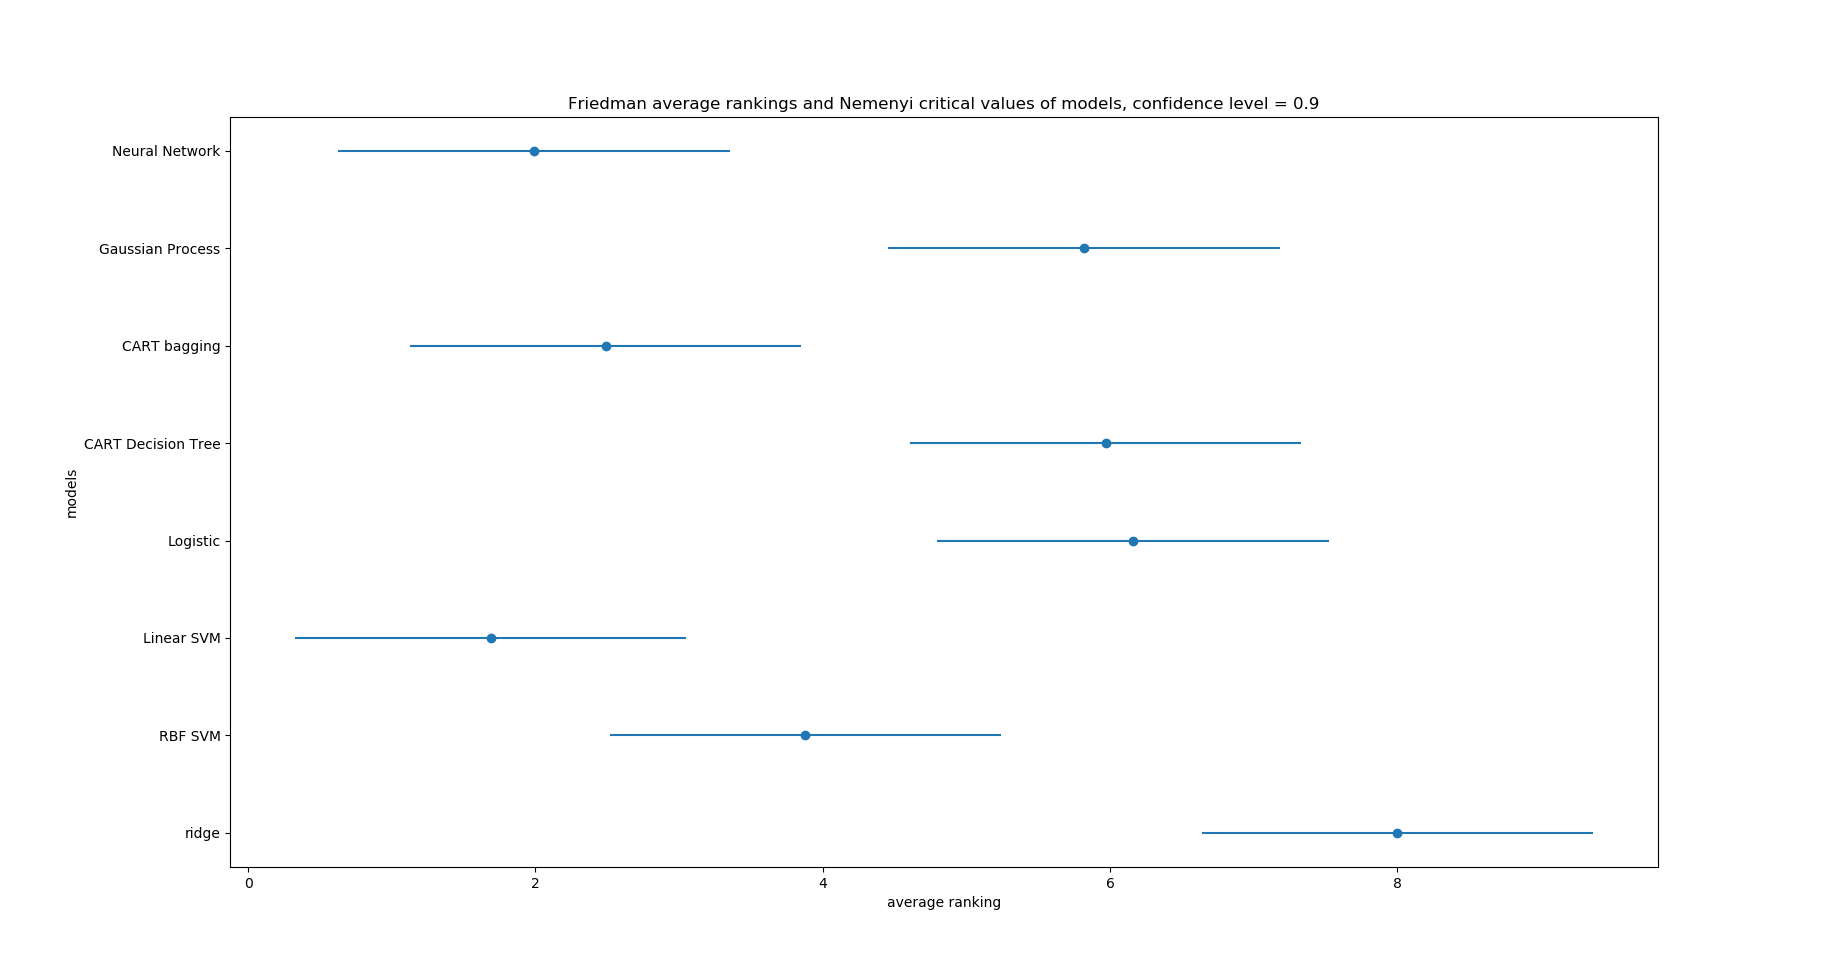 Friedman average rankings and Nemenyi critical values of models, confidence level = 0.9
Neural Network
Gaussian Process
CART bagging
CART Decision Tree
models
Logistic
Linear SVM
RBF SVM
ridge
0 2 4 6 8
average ranking